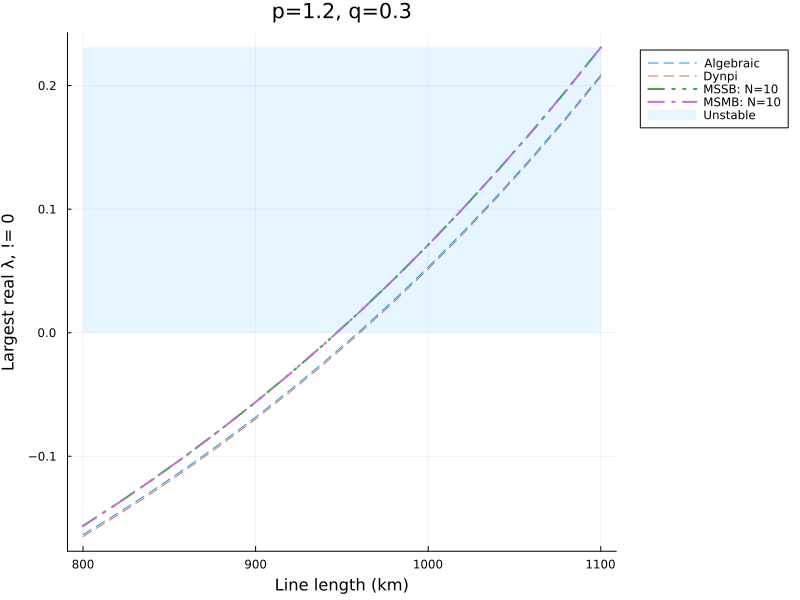 p=1.2, q=0.3
Largest real λ, != 0
0.2
0.1
0.0
−0.1
800
900
1000
1100
Line length (km)
Algebraic
Dynpi
MSSB: N=10
MSMB: N=10
Unstable